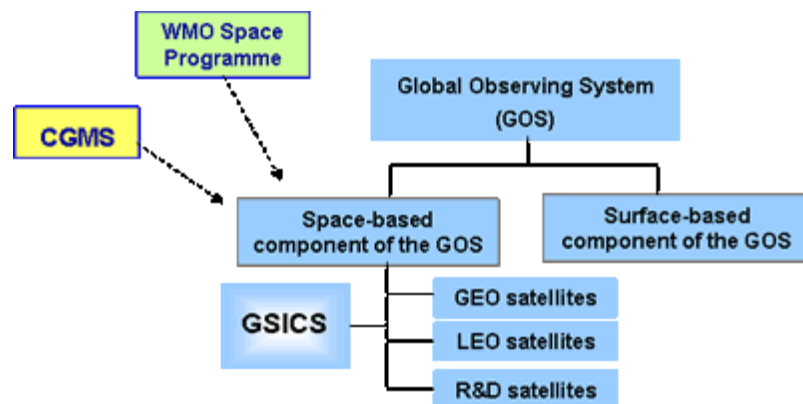 WMO Space
Programme
Global Observing System
(GOS)
CGMS
Space-based
component of the GOS
Surface-based
component of the GOS
GSICS
GEO satellites
LEO satellites
R&D satellites